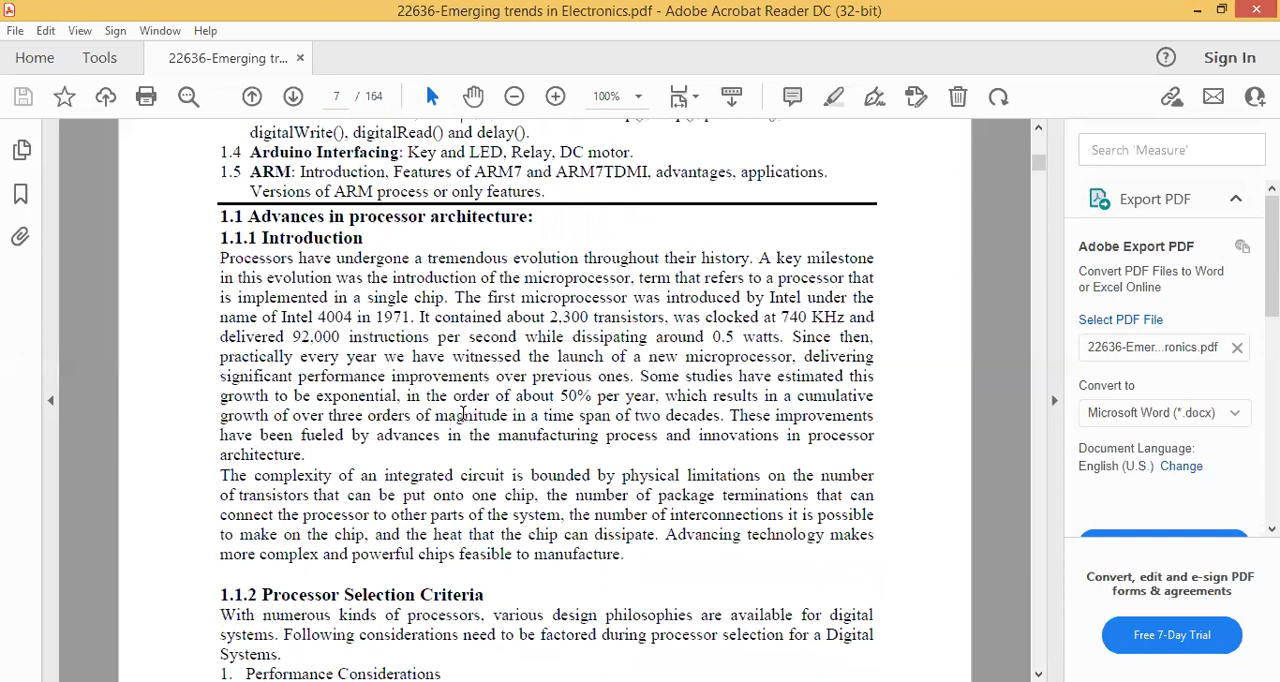 22636-Emerging trends in Electronics.pdf - Adobe Acrobat Reader DC (32-bit)
File Edit View Sign Window Help
Home Tools 22636-Emerging tr... × Sign In
7 / 164 100%
digitalWrite(), digitalRead() and delay().
1.4 Arduino Interfacing: Key and LED, Relay, DC motor.
1.5 ARM: Introduction, Features of ARM7 and ARM7TDMI, advantages, applications.
Versions of ARM process or only features.
1.1 Advances in processor architecture:
1.1.1 Introduction
Processors have undergone a tremendous evolution throughout their history. A key milestone
in this evolution was the introduction of the microprocessor, term that refers to a processor that
is implemented in a single chip. The first microprocessor was introduced by Intel under the
name of Intel 4004 in 1971. It contained about 2,300 transistors, was clocked at 740 KHz and
delivered 92,000 instructions per second while dissipating around 0.5 watts. Since then,
practically every year we have witnessed the launch of a new microprocessor, delivering
significant performance improvements over previous ones. Some studies have estimated this
growth to be exponential, in the order of about 50% per year, which results in a cumulative
growth of over three orders of magnitude in a time span of two decades. These improvements
have been fueled by advances in the manufacturing process and innovations in processor
architecture.
The complexity of an integrated circuit is bounded by physical limitations on the number
of transistors that can be put onto one chip, the number of package terminations that can
connect the processor to other parts of the system, the number of interconnections it is possible
to make on the chip, and the heat that the chip can dissipate. Advancing technology makes
more complex and powerful chips feasible to manufacture.
1.1.2 Processor Selection Criteria
With numerous kinds of processors, various design philosophies are available for digital
systems. Following considerations need to be factored during processor selection for a Digital
Systems.
1. Performance Considerations
Search 'Measure'
Export PDF
Adobe Export PDF
Convert PDF Files to Word
or Excel Online
Select PDF File
22636-Emer...ronics.pdf
Convert to
Microsoft Word (*.docx)
Document Language:
English (U.S.) Change
Convert, edit and e-sign PDF
forms & agreements
Free 7-Day Trial